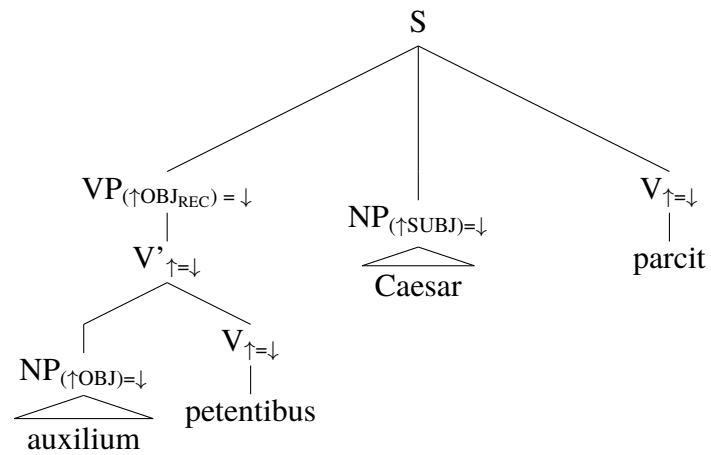 S
VP(↑OBJREC) = ↓
NP(↑SUBJ)=↓
V↑=↓
V’↑=↓
Caesar
parcit
NP(↑OBJ)=↓
V↑=↓
auxilium
petentibus